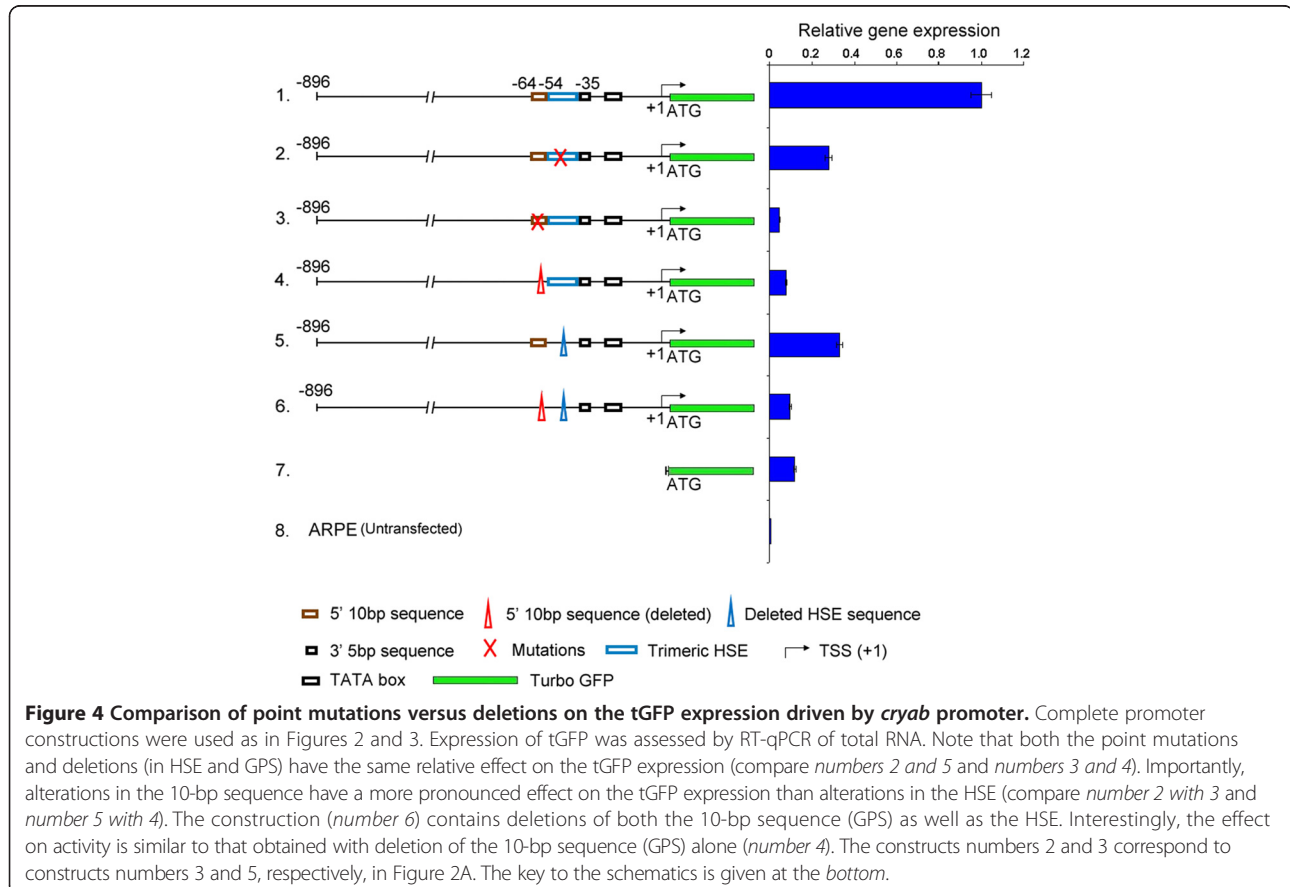 Relative gene expression
0 0.2 0.4 0.6 0.8 1.0 1.2
-896 -64 -54 -35
1. +1 ATG
-896
2. +1 ATG
-896
3. +1 ATG
-896
4. +1 ATG
-896
5. +1 ATG
-896
6. +1 ATG
7. ATG
8. ARPE (Untransfected)
5' 10bp sequence 5' 10bp sequence (deleted) Deleted HSE sequence
3' 5bp sequence Mutations Trimeric HSE TSS (+1)
TATA box Turbo GFP
Figure 4 Comparison of point mutations versus deletions on the tGFP expression driven by cryab promoter. Complete promoter
constructions were used as in Figures 2 and 3. Expression of tGFP was assessed by RT-qPCR of total RNA. Note that both the point mutations
and deletions (in HSE and GPS) have the same relative effect on the tGFP expression (compare numbers 2 and 5 and numbers 3 and 4). Importantly,
alterations in the 10-bp sequence have a more pronounced effect on the tGFP expression than alterations in the HSE (compare number 2 with 3 and
number 5 with 4). The construction (number 6) contains deletions of both the 10-bp sequence (GPS) as well as the HSE. Interestingly, the effect
on activity is similar to that obtained with deletion of the 10-bp sequence (GPS) alone (number 4). The constructs numbers 2 and 3 correspond to
constructs numbers 3 and 5, respectively, in Figure 2A. The key to the schematics is given at the bottom.